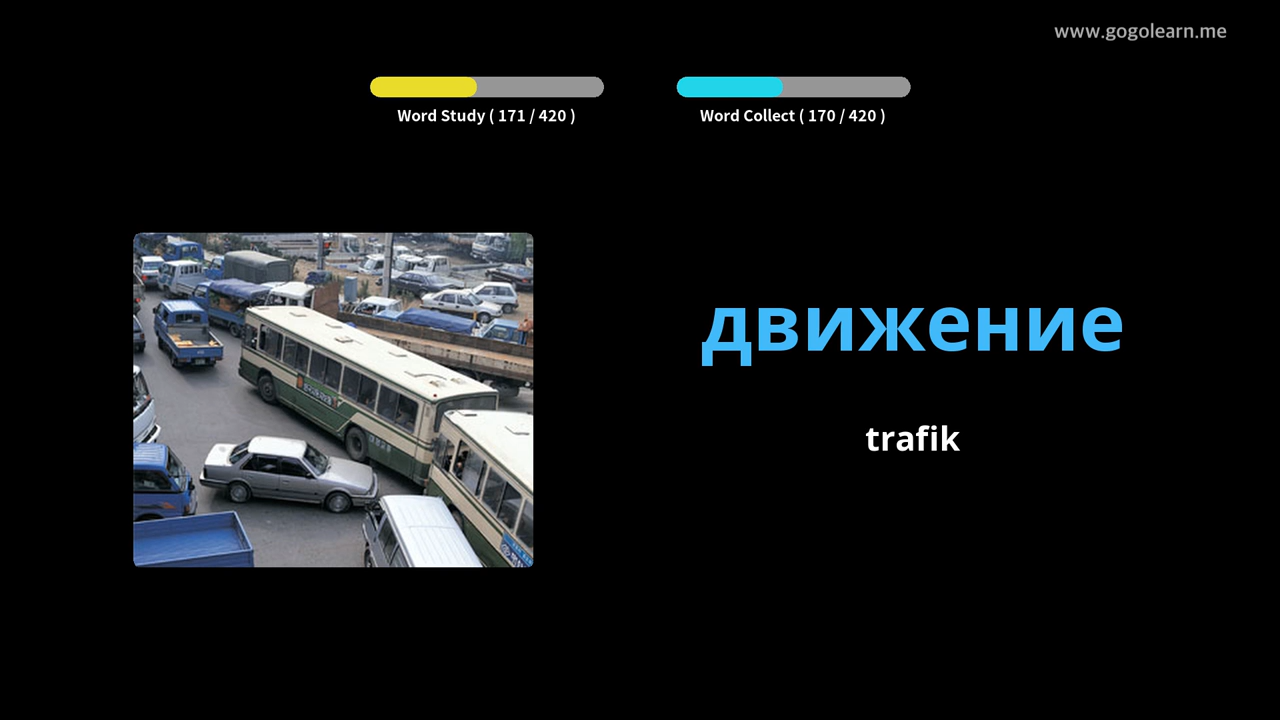 www.gogolearn.me
Word Study ( 171 / 420 )
Word Collect ( 170 / 420 )
движение
trafik